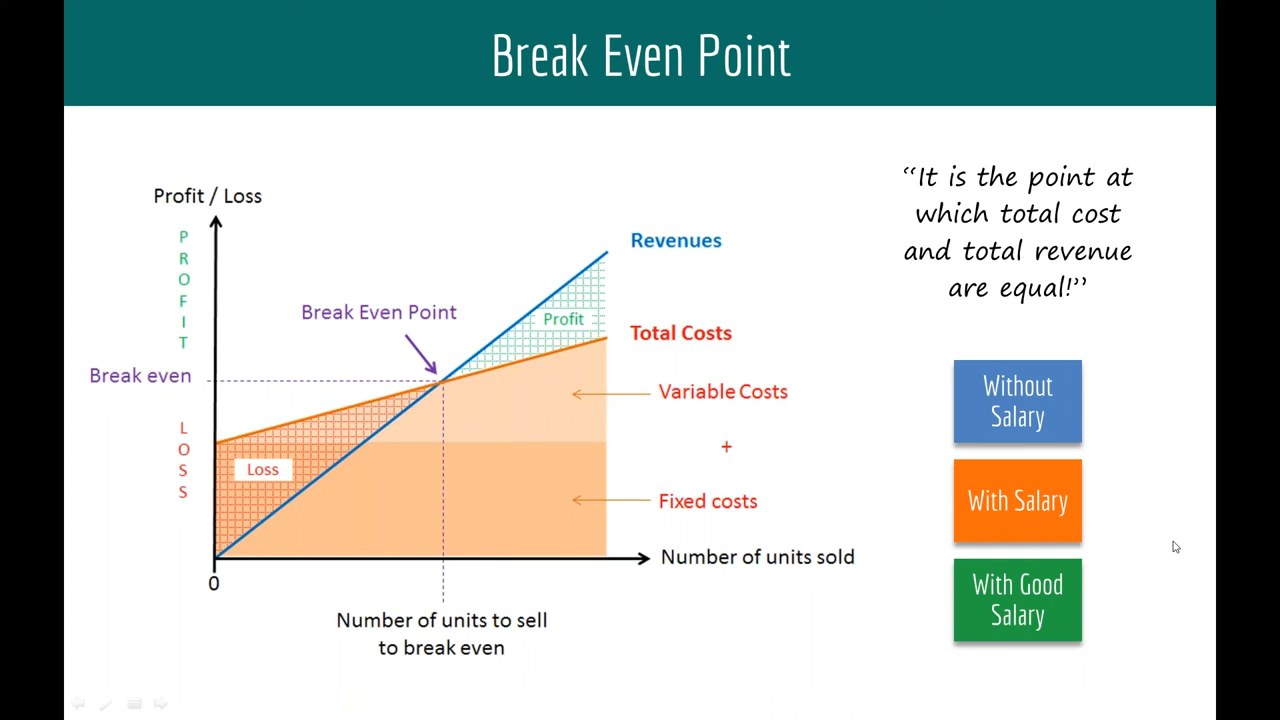 Break Even Point
Profit / Loss
PROFIT
Revenues
Break Even Point
Profit
Total Costs
Break even
Variable Costs
+
LOSS
Loss
Fixed costs
Number of units sold
0
Number of units to sell
to break even
“It is the point at
which total cost
and total revenue
are equal!”
Without
Salary
With Salary
With Good
Salary